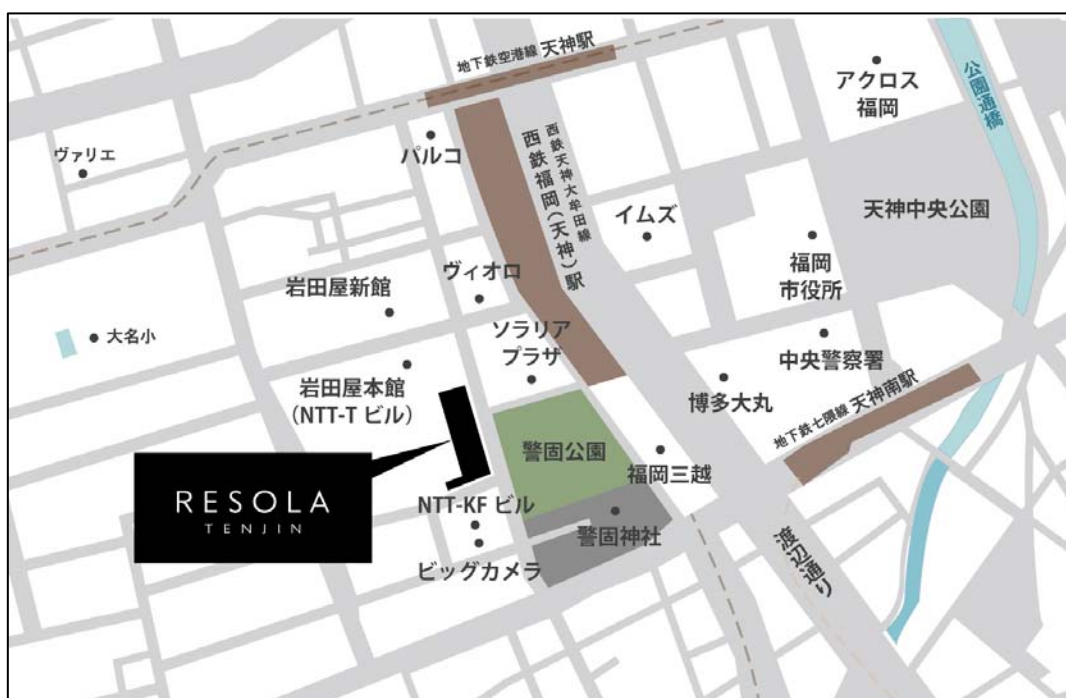 地下鉄空港線 天神駅
アクロス
福岡
公園通橋
ヴァリエ
パルコ
西鉄天神大牟田線
西鉄福岡（天神）駅
イムズ
天神中央公園
福岡
市役所
岩田屋新館
ヴィオロ
ソラリア
プラザ
大名小
中央警察署
岩田屋本館
（NTT-T ビル）
博多大丸
地下鉄七隈線 天神南駅
警固公園
福岡三越
RESOLA
TENJIN
NTT-KF ビル
警固神社
ビッグカメラ
渡辺通り